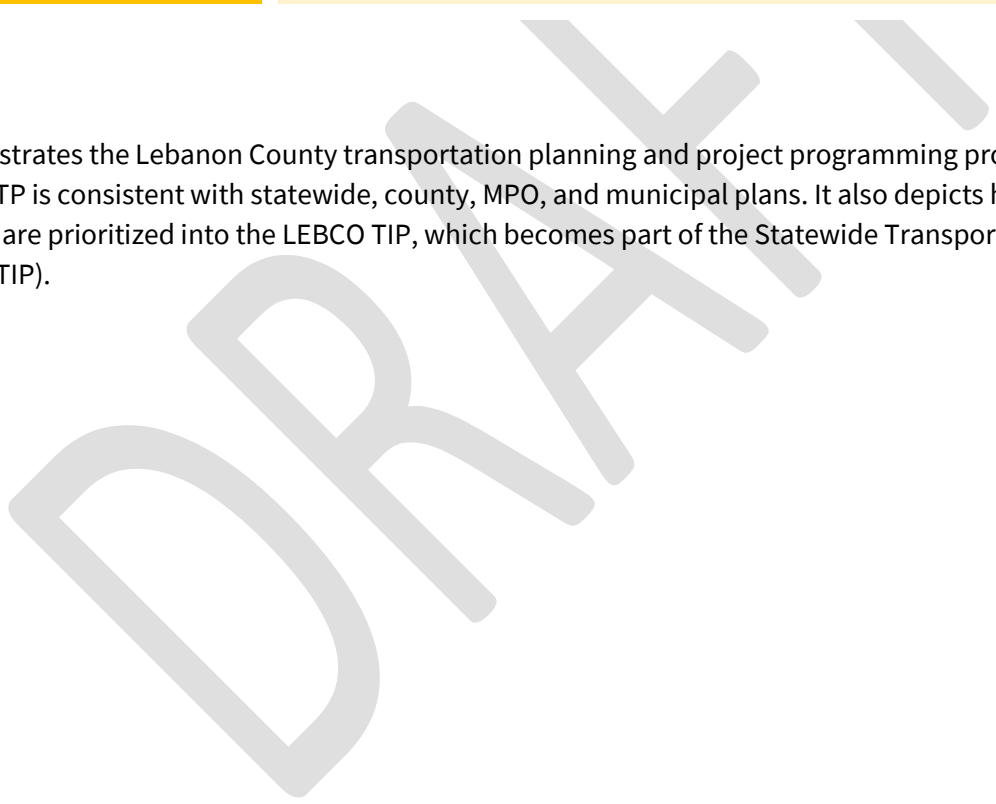 strates the Lebanon County transportation planning and project programming pro
TP is consistent with statewide, county, MPO, and municipal plans. It also depicts h
are prioritized into the LEBCO TIP, which becomes part of the Statewide Transpor
TIP).
DRAFT